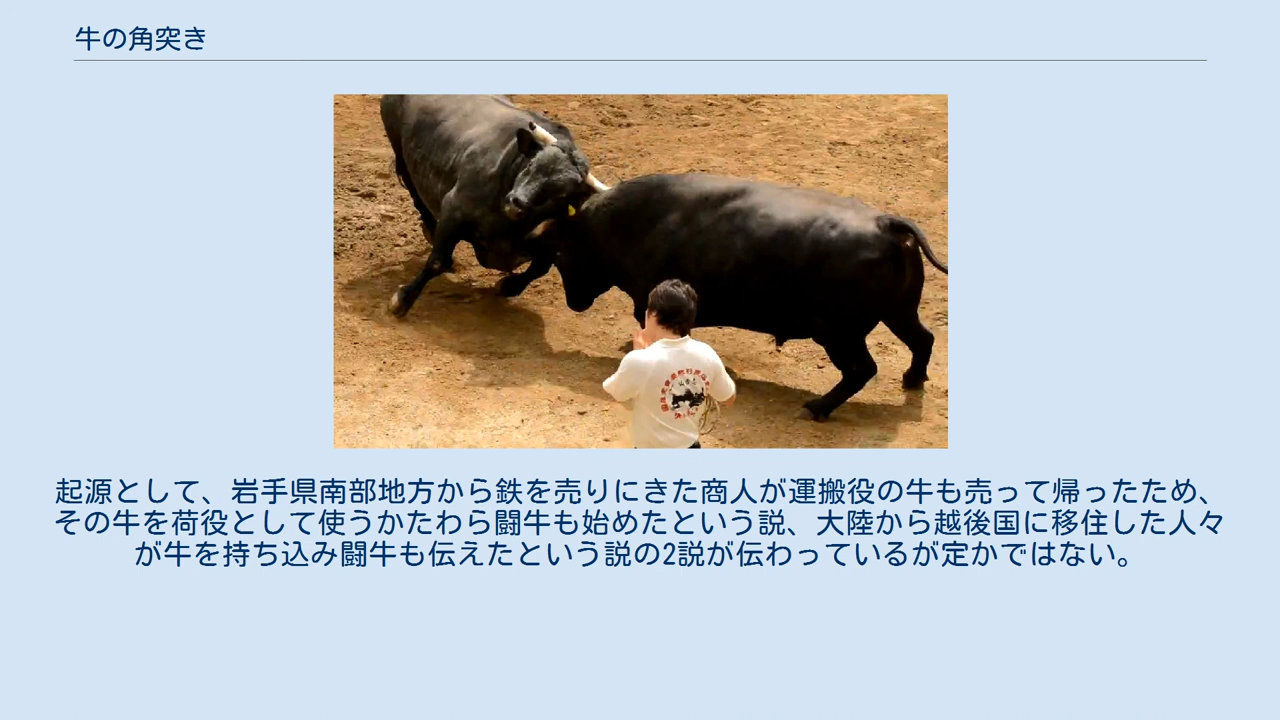 牛の角突き
起源として、岩手県南部地方から鉄を売りにきた商人が運搬役の牛も売って帰ったため、
その牛を荷役として使うかたわら闘牛も始めたという説、大陸から越後国に移住した人々
が牛を持ち込み闘牛も伝えたという説の2説が伝わっているが定かではない。